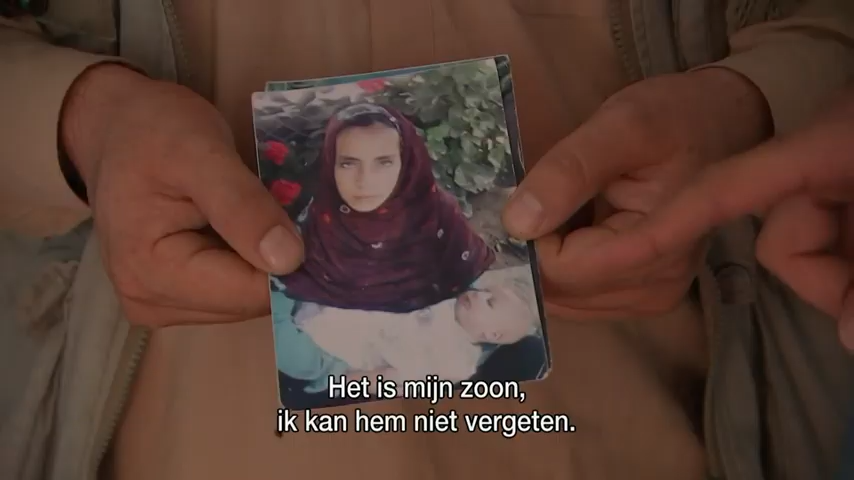 Het is mijn zoon,
ik kan hem niet vergeten.